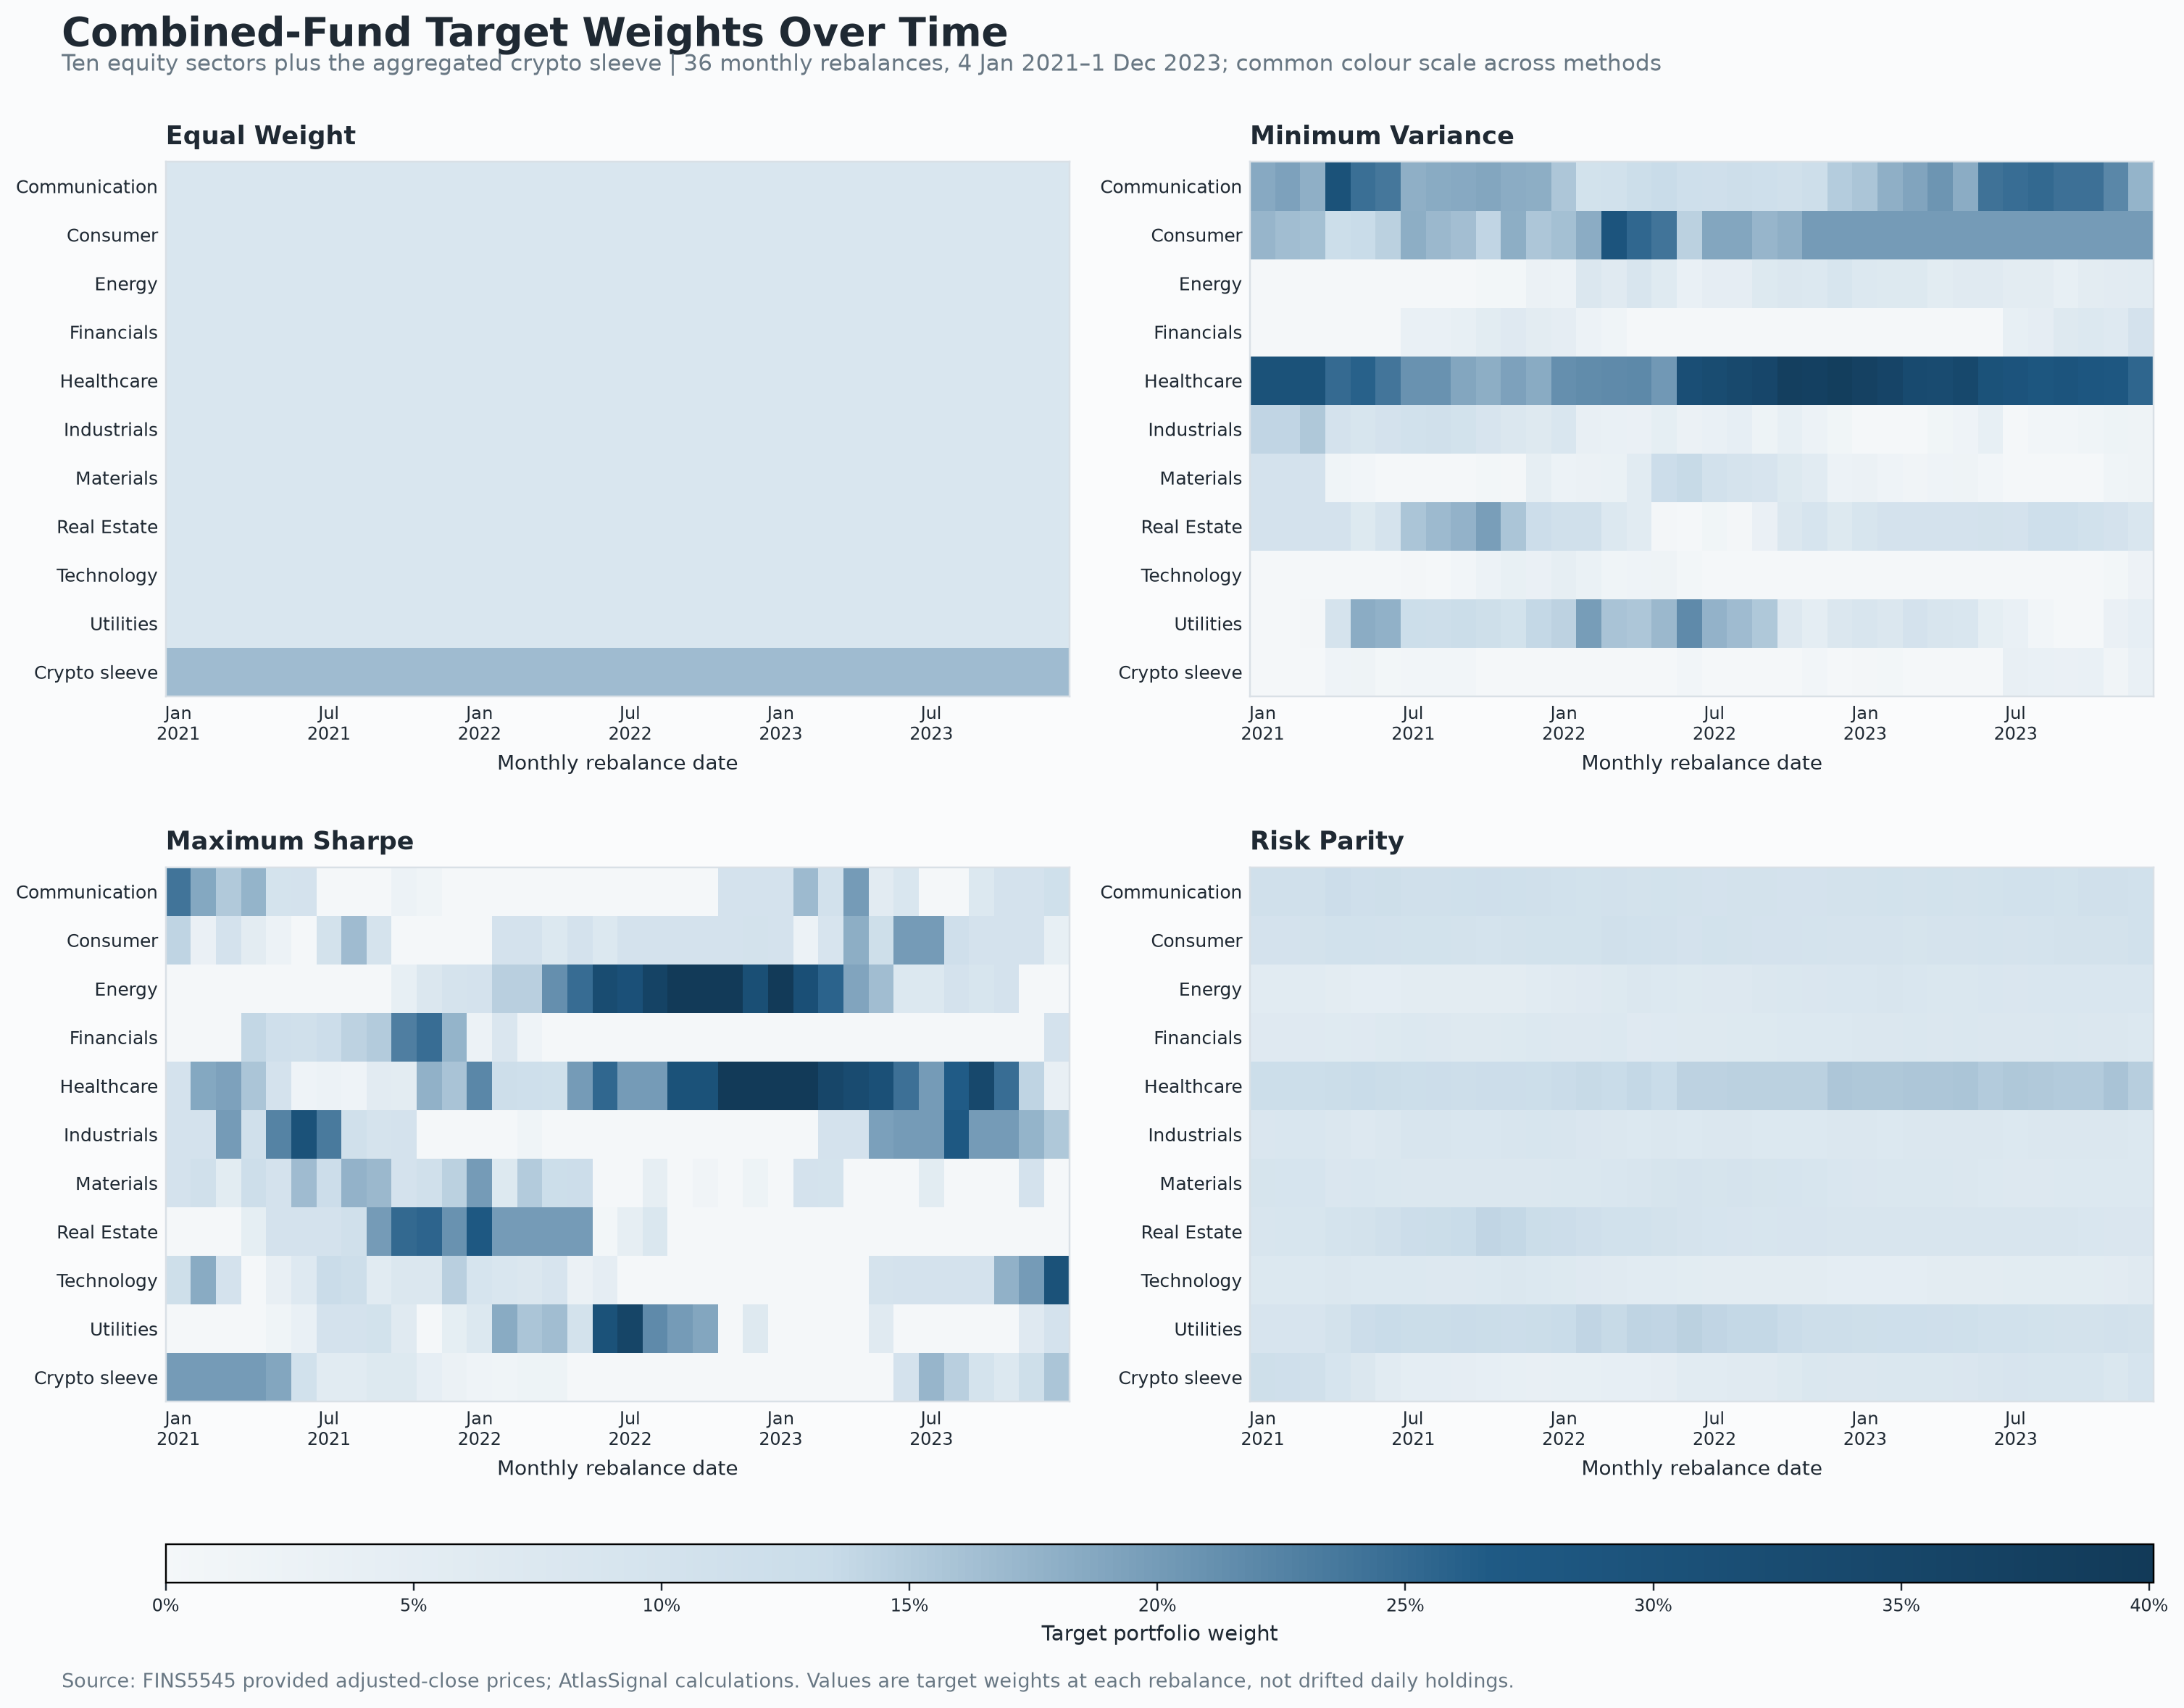 Combined-Fund Target Weights Over Time
Ten equity sectors plus the aggregated crypto sleeve | 36 monthly rebalances, 4 Jan 2021–1 Dec 2023; common colour scale across methods
Equal Weight
Communication
Consumer
Energy
Financials
Healthcare
Industrials
Materials
Real Estate
Technology
Utilities
Crypto sleeve
Jan Jul Jan Jul Jan Jul
2021 2021 2022 2022 2023 2023
Monthly rebalance date
Minimum Variance
Communication
Consumer
Energy
Financials
Healthcare
Industrials
Materials
Real Estate
Technology
Utilities
Crypto sleeve
Jan Jul Jan Jul Jan Jul
2021 2021 2022 2022 2023 2023
Monthly rebalance date
Maximum Sharpe
Communication
Consumer
Energy
Financials
Healthcare
Industrials
Materials
Real Estate
Technology
Utilities
Crypto sleeve
Jan Jul Jan Jul Jan Jul
2021 2021 2022 2022 2023 2023
Monthly rebalance date
Risk Parity
Communication
Consumer
Energy
Financials
Healthcare
Industrials
Materials
Real Estate
Technology
Utilities
Crypto sleeve
Jan Jul Jan Jul Jan Jul
2021 2021 2022 2022 2023 2023
Monthly rebalance date
0% 5% 10% 15% 20% 25% 30% 35% 40%
Target portfolio weight
Source: FINS5545 provided adjusted-close prices; AtlasSignal calculations. Values are target weights at each rebalance, not drifted daily holdings.